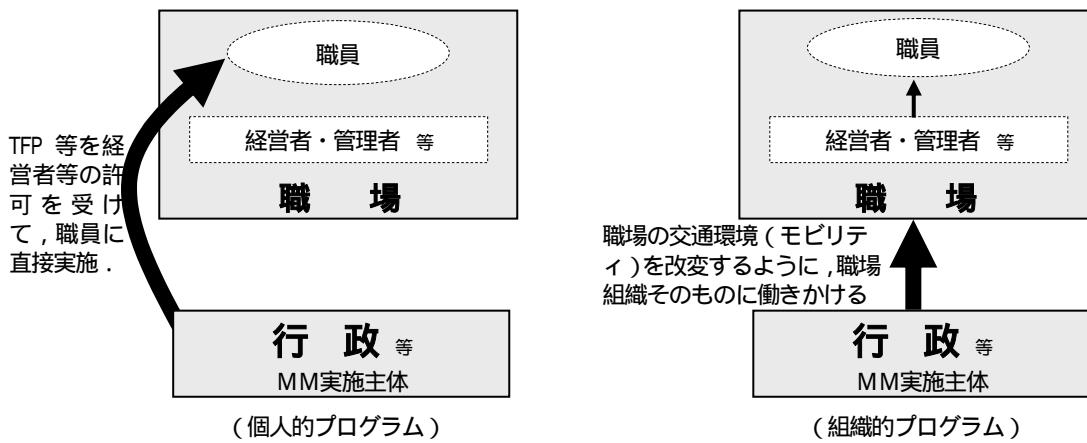 職員
経営者・管理者 等
職 場
TFP 等を経
営者等の許
可を受け
て，職員に
直接実施．
行 政 等
MM実施主体
（個人的プログラム）
職員
経営者・管理者 等
職 場
職場の交通環境（モビリテ
ィ）を改変するように，職場
組織そのものに働きかける
行 政 等
MM実施主体
（組織的プログラム）